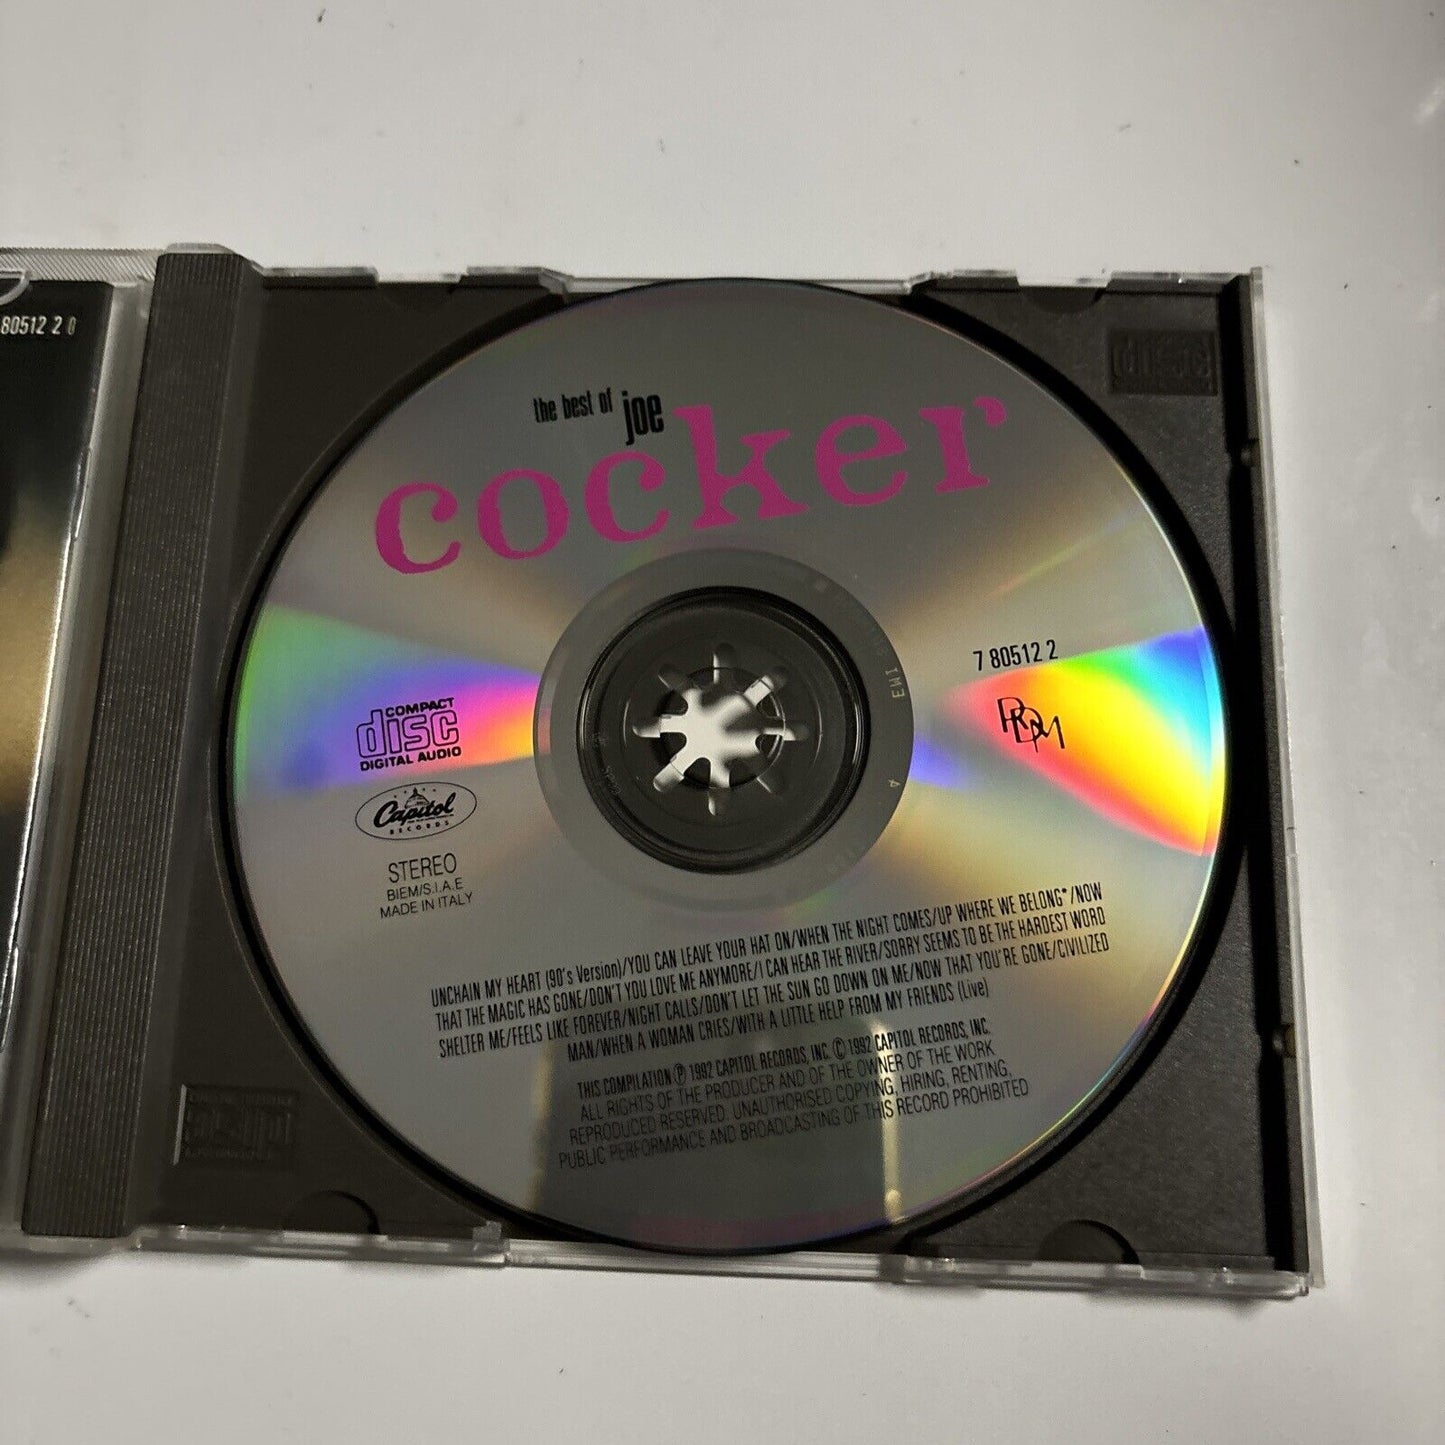 80512 2
the best of joe
cocker
7 80512 2
RDM
COMPACT
disc
DIGITAL AUDIO
Capitol
RECORDS
STEREO
BIEM/S.I.A.E
MADE IN ITALY
EMI
UNCHAIN MY HEART (90's Version)/YOU CAN LEAVE YOUR HAT ON/WHEN THE NIGHT COMES/UP WHERE WE BELONG*/NOW
THAT THE MAGIC HAS GONE/DON'T YOU LOVE ME ANYMORE/I CAN HEAR THE RIVER/SORRY SEEMS TO BE THE HARDEST WORD
SHELTER ME/FEELS LIKE FOREVER/NIGHT CALLS/DON'T LET THE SUN GO DOWN ON ME/NOW THAT YOU'RE GONE/CIVILIZED
MAN/WHEN A WOMAN CRIES/WITH A LITTLE HELP FROM MY FRIENDS (Live)
THIS COMPILATION ℗ 1992 CAPITOL RECORDS, INC. © 1992 CAPITOL RECORDS, INC.
ALL RIGHTS OF THE PRODUCER AND OF THE OWNER OF THE WORK
REPRODUCED RESERVED. UNAUTHORISED COPYING, HIRING, RENTING,
PUBLIC PERFORMANCE AND BROADCASTING OF THIS RECORD PROHIBITED